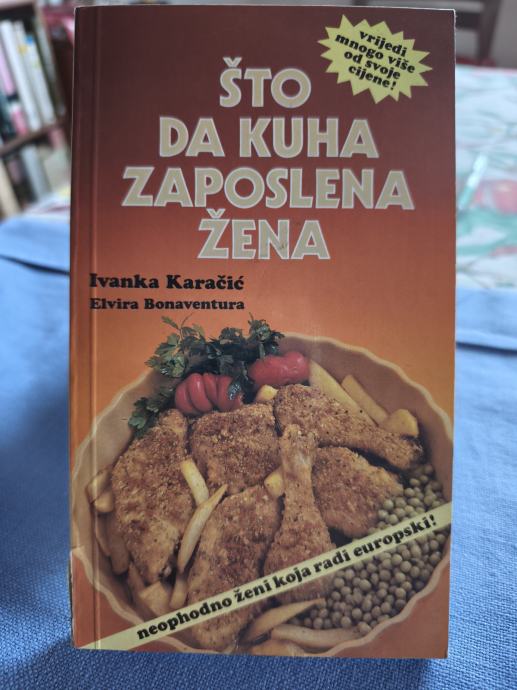 vrijedi
mnogo više
od svoje
cijene!
ŠTO
DA KUHA
ZAPOSLENA
ŽENA
Ivanka Karačić
Elvira Bonaventura
neophodno ženi koja radi europski!